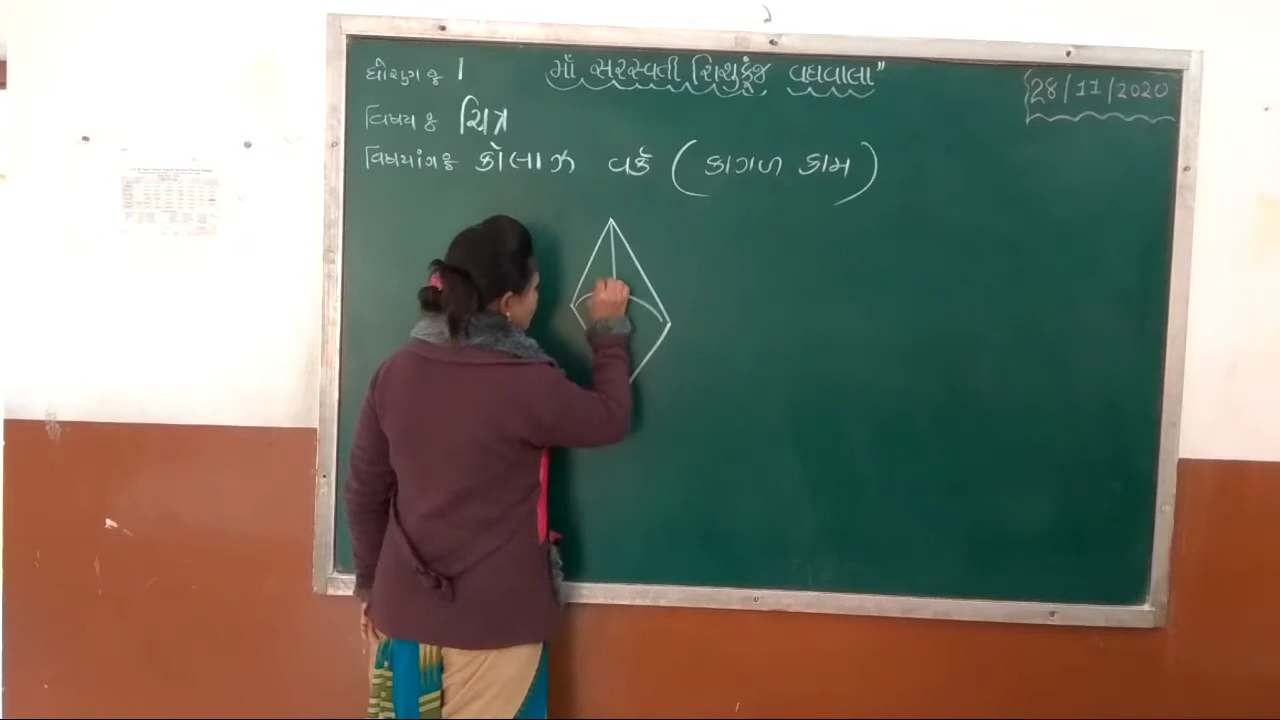 માઁ સરસ્વતી શિશુકૂંજ વઘવાલા"
28/11/2020
ધોરણ ઃ 1
વિષય ઃ ચિત્ર
વિષયાંગ ઃ કોલાઝ વર્ક (કાગળ કામ)